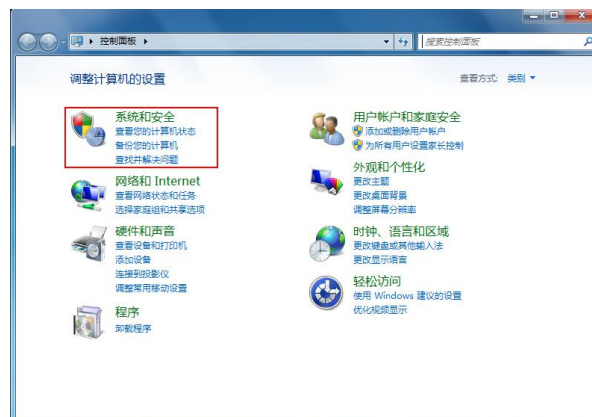 控制面板
搜索控制面板
调整计算机的设置
查看方式: 类别
系统和安全
查看您的计算机状态
备份您的计算机
查找并解决问题
网络和 Internet
查看网络状态和任务
选择家庭组和共享选项
硬件和声音
查看设备和打印机
添加设备
连接到投影仪
调整常用移动设置
程序
卸载程序
用户帐户和家庭安全
添加或删除用户帐户
为所有用户设置家长控制
外观和个性化
更改主题
更改桌面背景
调整屏幕分辨率
时钟、语言和区域
更改键盘或其他输入法
更改显示语言
轻松访问
使用 Windows 建议的设置
优化视频显示